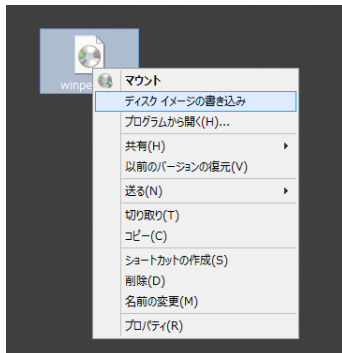 winpe
マウント
ディスク イメージの書き込み
プログラムから開く(H)...
共有(H)
以前のバージョンの復元(V)
送る(N)
切り取り(T)
コピー(C)
ショートカットの作成(S)
削除(D)
名前の変更(M)
プロパティ(R)